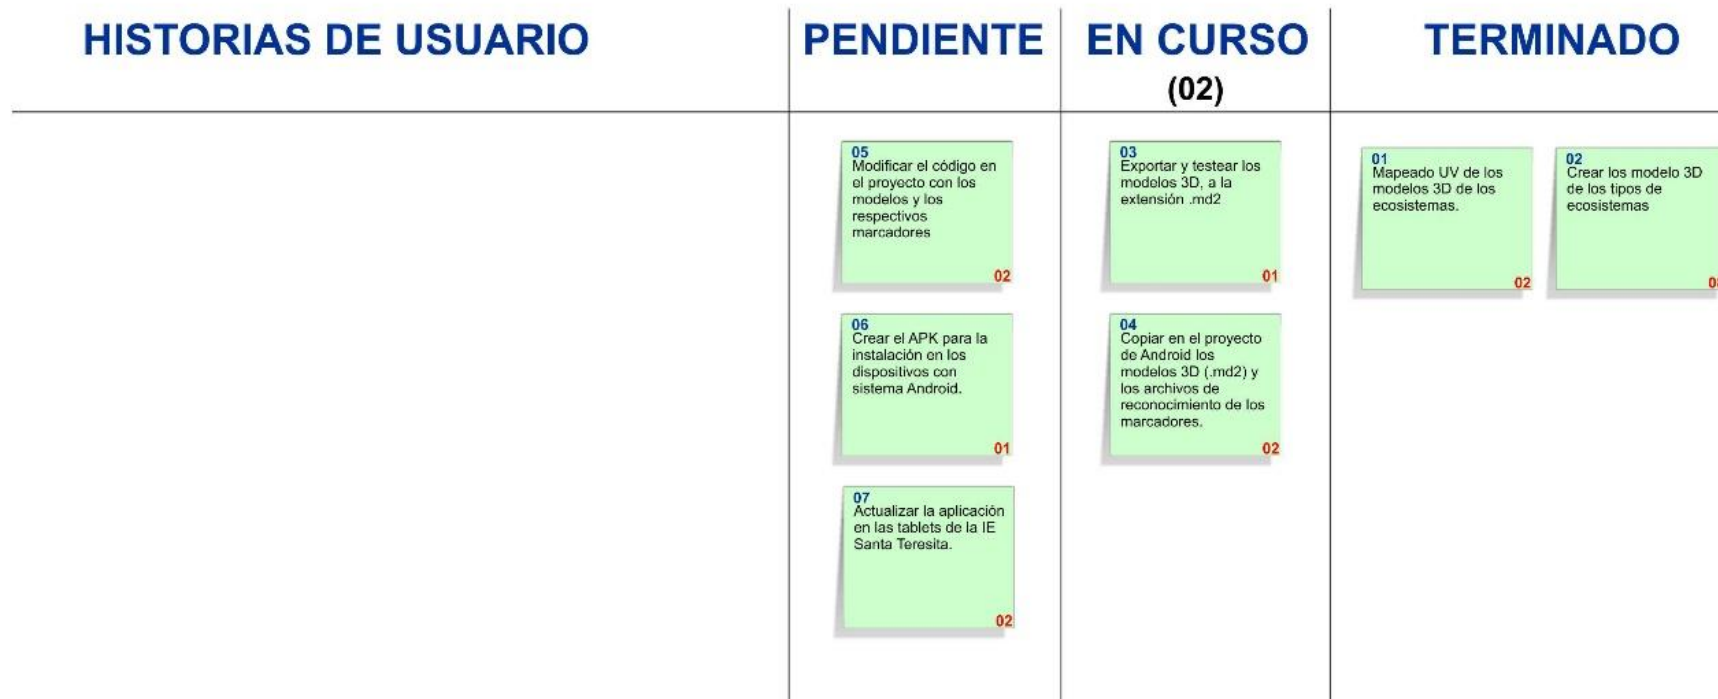 HISTORIAS DE USUARIO
PENDIENTE
EN CURSO
(02)
TERMINADO
05
Modificar el código en
el proyecto con los
modelos y los
respectivos
marcadores
02
06
Crear el APK para la
instalación en los
dispositivos con
sistema Android.
01
07
Actualizar la aplicación
en las tablets de la IE
Santa Teresita.
02
03
Exportar y testear los
modelos 3D, a la
extensión .md2
01
04
Copiar en el proyecto
de Android los
modelos 3D (.md2) y
los archivos de
reconocimiento de los
marcadores.
02
01
Mapeado UV de los
modelos 3D de los
ecosistemas.
02
02
Crear los modelo 3D
de los tipos de
ecosistemas